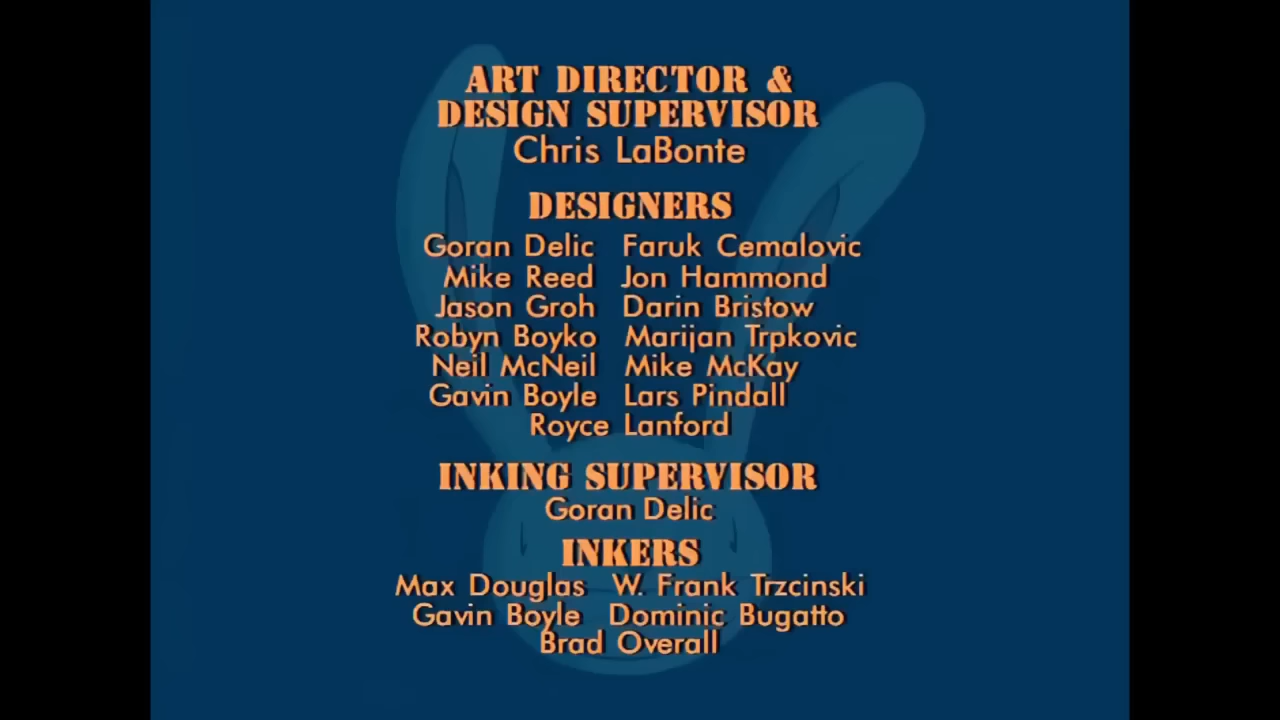 ART DIRECTOR &
DESIGN SUPERVISOR
Chris LaBonte
DESIGNERS
Goran Delic Faruk Cemalovic
Mike Reed Jon Hammond
Jason Groh Darin Bristow
Robyn Boyko Marijan Trpkovic
Neil McNeil Mike McKay
Gavin Boyle Lars Pindall
Royce Lanford
INKING SUPERVISOR
Goran Delic
INKERS
Max Douglas W. Frank Trzcinski
Gavin Boyle Dominic Bugatto
Brad Overall